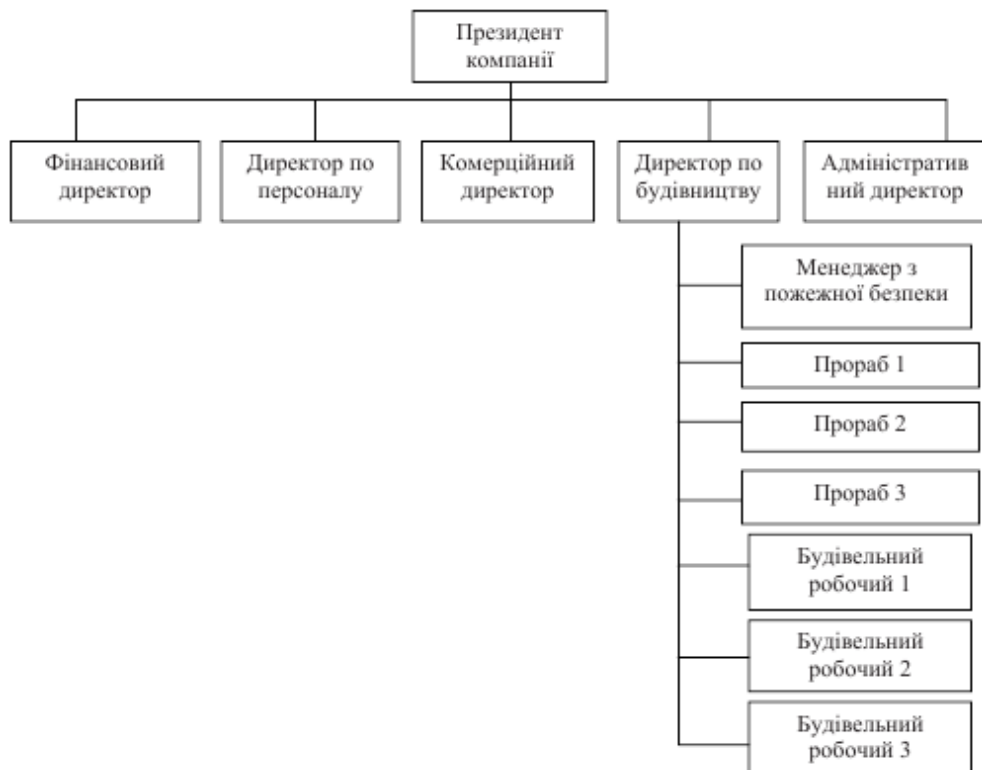 Президент
компанії
Фінансовий
директор
Директор по
персоналу
Комерційний
директор
Директор по
будівництву
Адміністратив
ний директор
Менеджер з
пожежної безпеки
Прораб 1
Прораб 2
Прораб 3
Будівельний
робочий 1
Будівельний
робочий 2
Будівельний
робочий 3